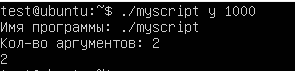 test@ubuntu:~$ ./myscript y 1000
Имя программы: ./myscript
Кол-во аргументов: 2
2